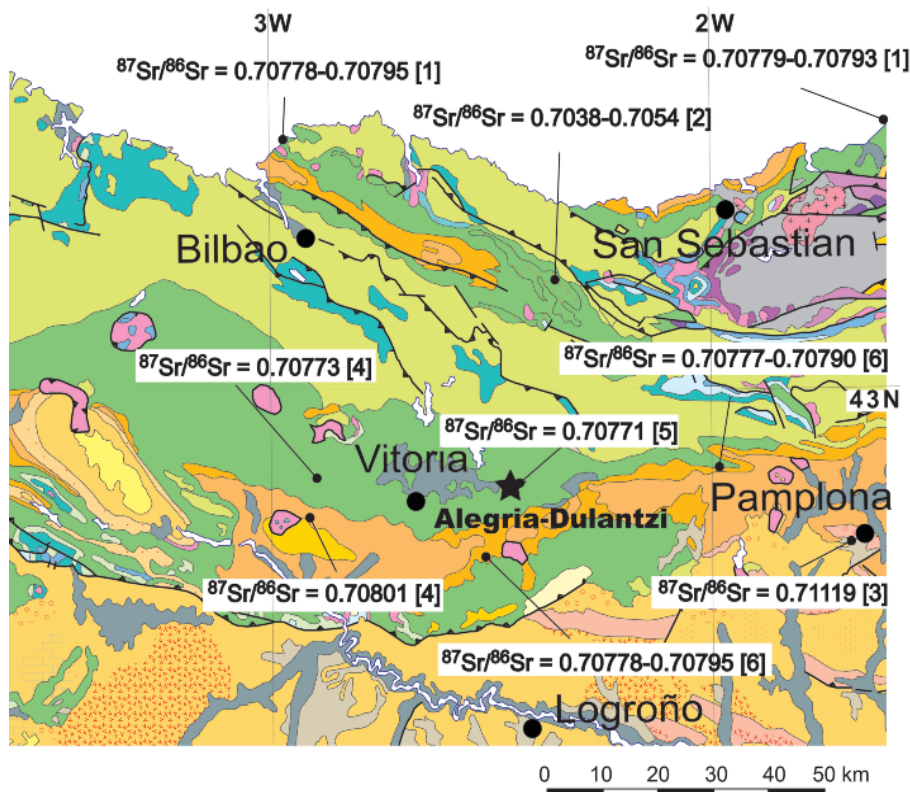 3W
2W
⁸⁷Sr/⁸⁶Sr = 0.70778-0.70795 [1]
⁸⁷Sr/⁸⁶Sr = 0.70779-0.70793 [1]
⁸⁷Sr/⁸⁶Sr = 0.7038-0.7054 [2]
Bilbao
San Sebastian
⁸⁷Sr/⁸⁶Sr = 0.70773 [4]
⁸⁷Sr/⁸⁶Sr = 0.70777-0.70790 [6]
43N
⁸⁷Sr/⁸⁶Sr = 0.70771 [5]
Vitoria
Pamplona
Alegria-Dulantzi
⁸⁷Sr/⁸⁶Sr = 0.70801 [4]
⁸⁷Sr/⁸⁶Sr = 0.71119 [3]
⁸⁷Sr/⁸⁶Sr = 0.70778-0.70795 [6]
Logroño
0 10 20 30 40 50 km